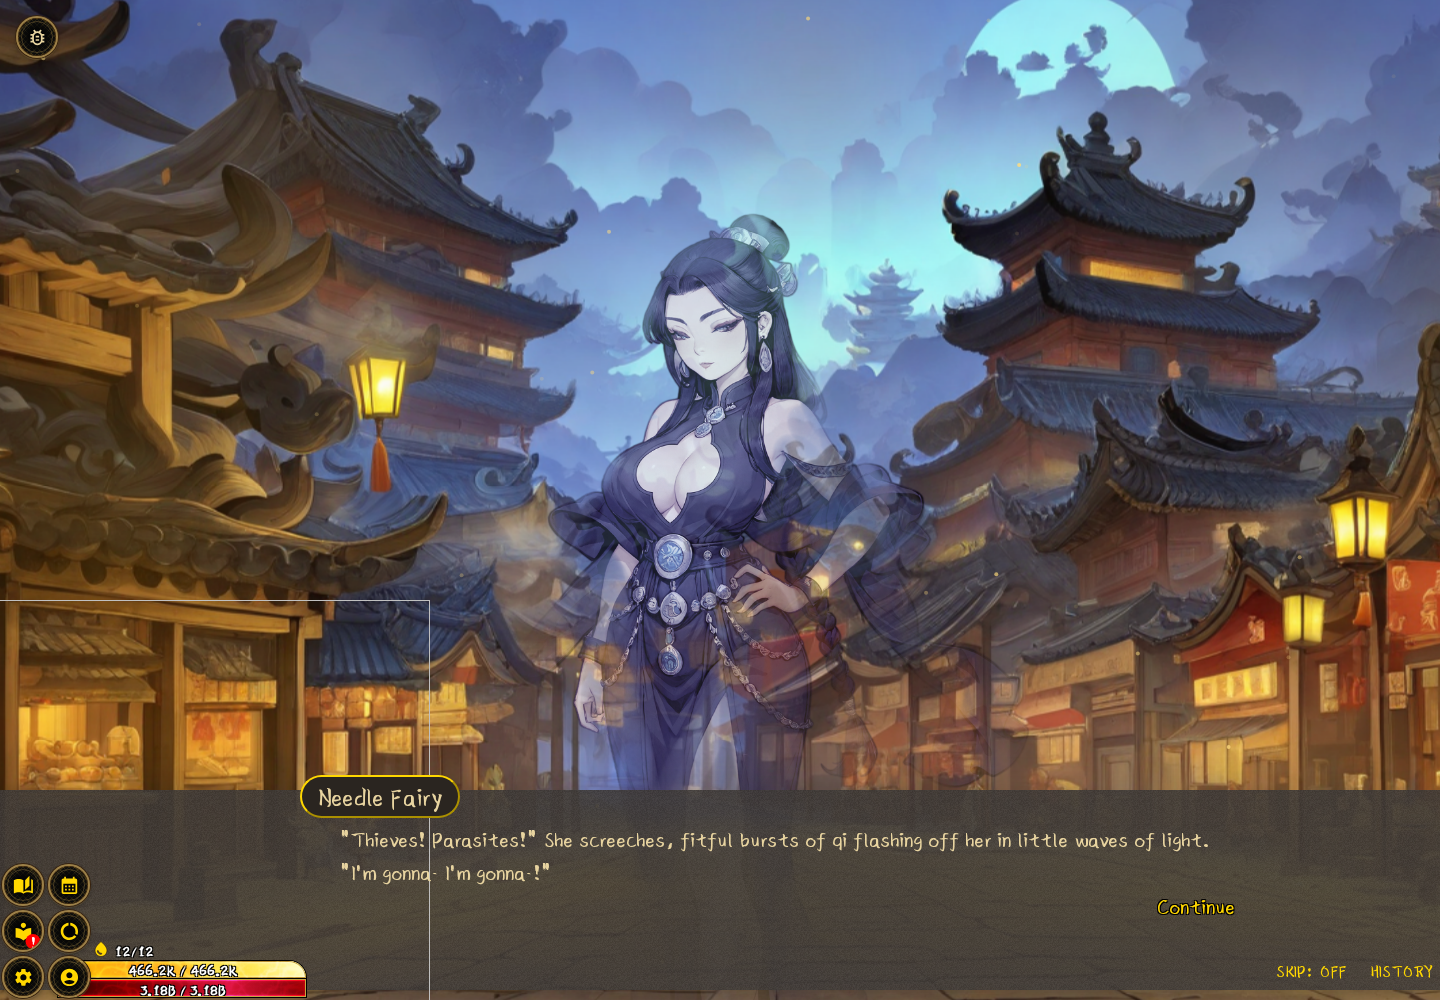 Needle Fairy
"Thieves! Parasites!" She screeches, fitful bursts of qi flashing off her in little waves of light.
"I'm gonna- I'm gonna-!"
Continue
12/12
466.2K / 466.2K
3.18B / 3.18B
SKIP: OFF HISTORY